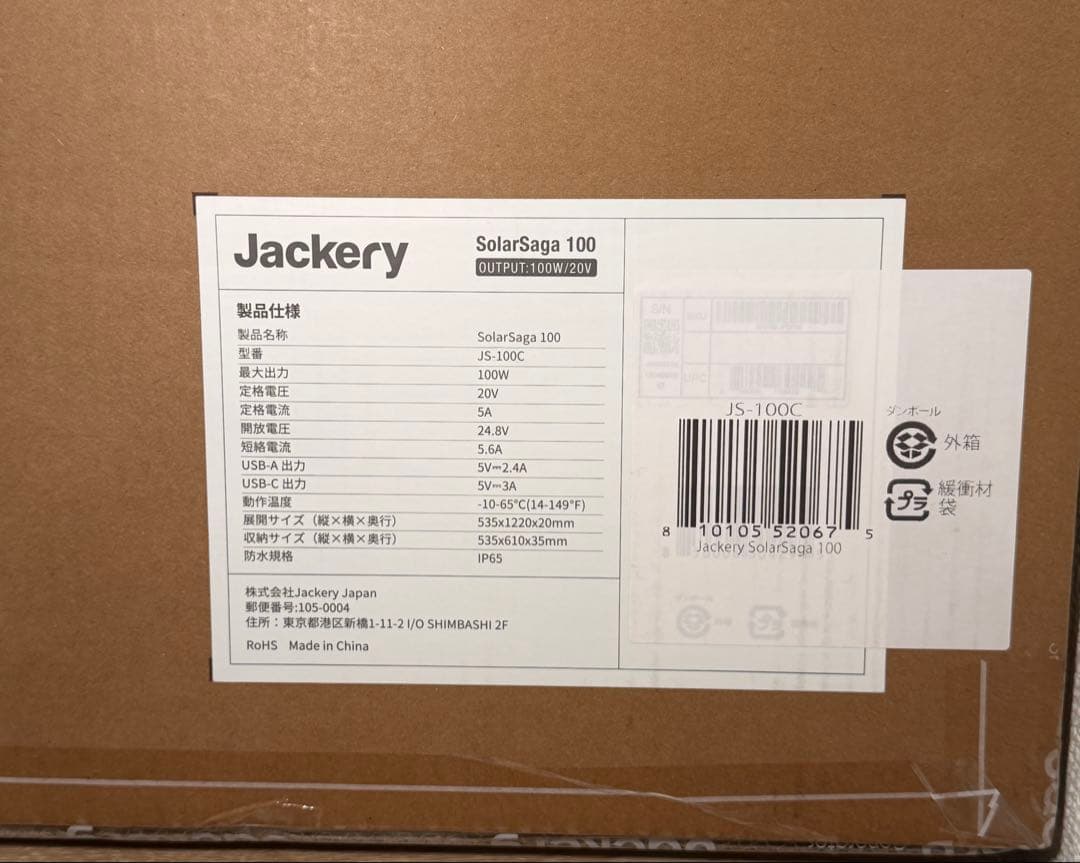 Jackery
SolarSaga 100
OUTPUT:100W/20V
製品仕様
製品名称 SolarSaga 100
型番 JS-100C
最大出力 100W
定格電圧 20V
定格電流 5A
開放電圧 24.8V
短絡電流 5.6A
USB-A 出力 5V⎓2.4A
USB-C 出力 5V⎓3A
動作温度 -10-65°C(14-149°F)
展開サイズ（縦×横×奥行） 535x1220x20mm
収納サイズ（縦×横×奥行） 535x610x35mm
防水規格 IP65
株式会社Jackery Japan
郵便番号:105-0004
住所：東京都港区新橋1-11-2 I/O SHIMBASHI 2F
RoHS Made in China
S/N
UPC
JS-100C
8 10105 52067 5
Jackery SolarSaga 100
ダンボール
外箱
プラ
緩衝材
袋